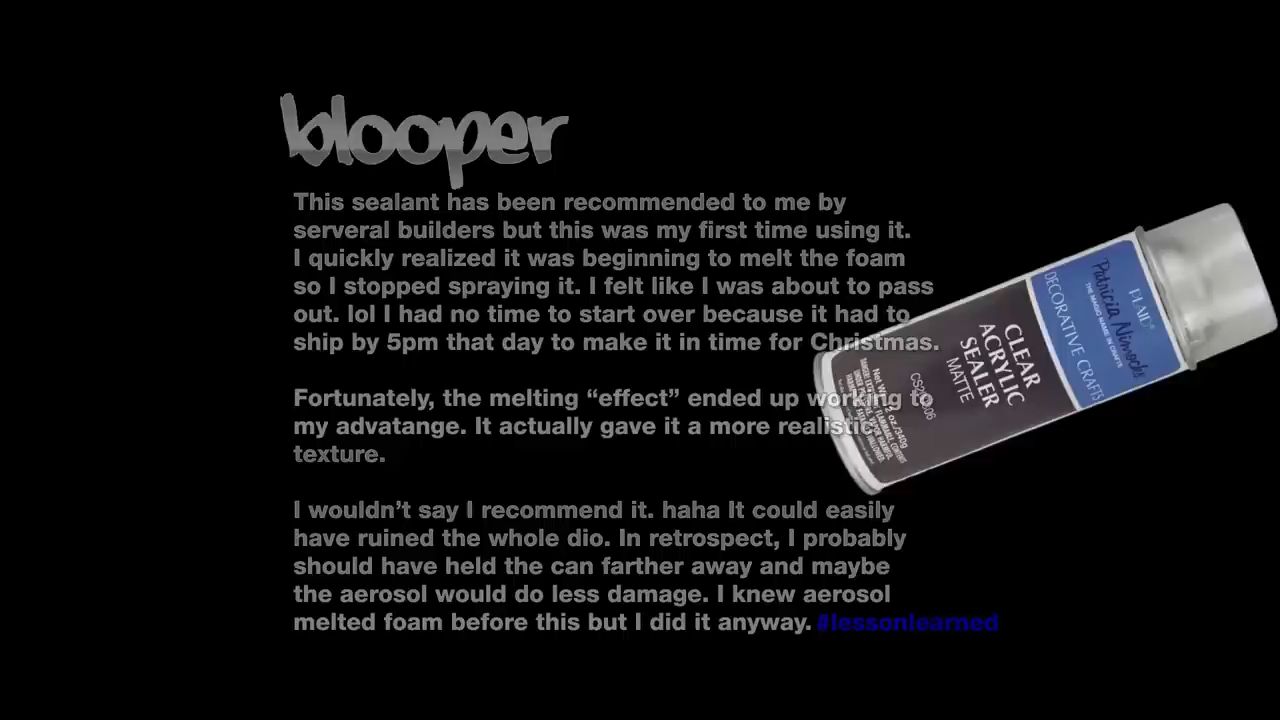 blooper
This sealant has been recommended to me by
serveral builders but this was my first time using it.
I quickly realized it was beginning to melt the foam
so I stopped spraying it. I felt like I was about to pass
out. lol I had no time to start over because it had to
ship by 5pm that day to make it in time for Christmas.
Fortunately, the melting “effect” ended up working to
my advatange. It actually gave it a more realistic
texture.
I wouldn’t say I recommend it. haha It could easily
have ruined the whole dio. In retrospect, I probably
should have held the can farther away and maybe
the aerosol would do less damage. I knew aerosol
melted foam before this but I did it anyway. #lessonlearned
PLAID®
Patricia Nimocks
THE MAGIC NAME IN CRAFTS
DECORATIVE CRAFTS
CLEAR
ACRYLIC
SEALER
MATTE